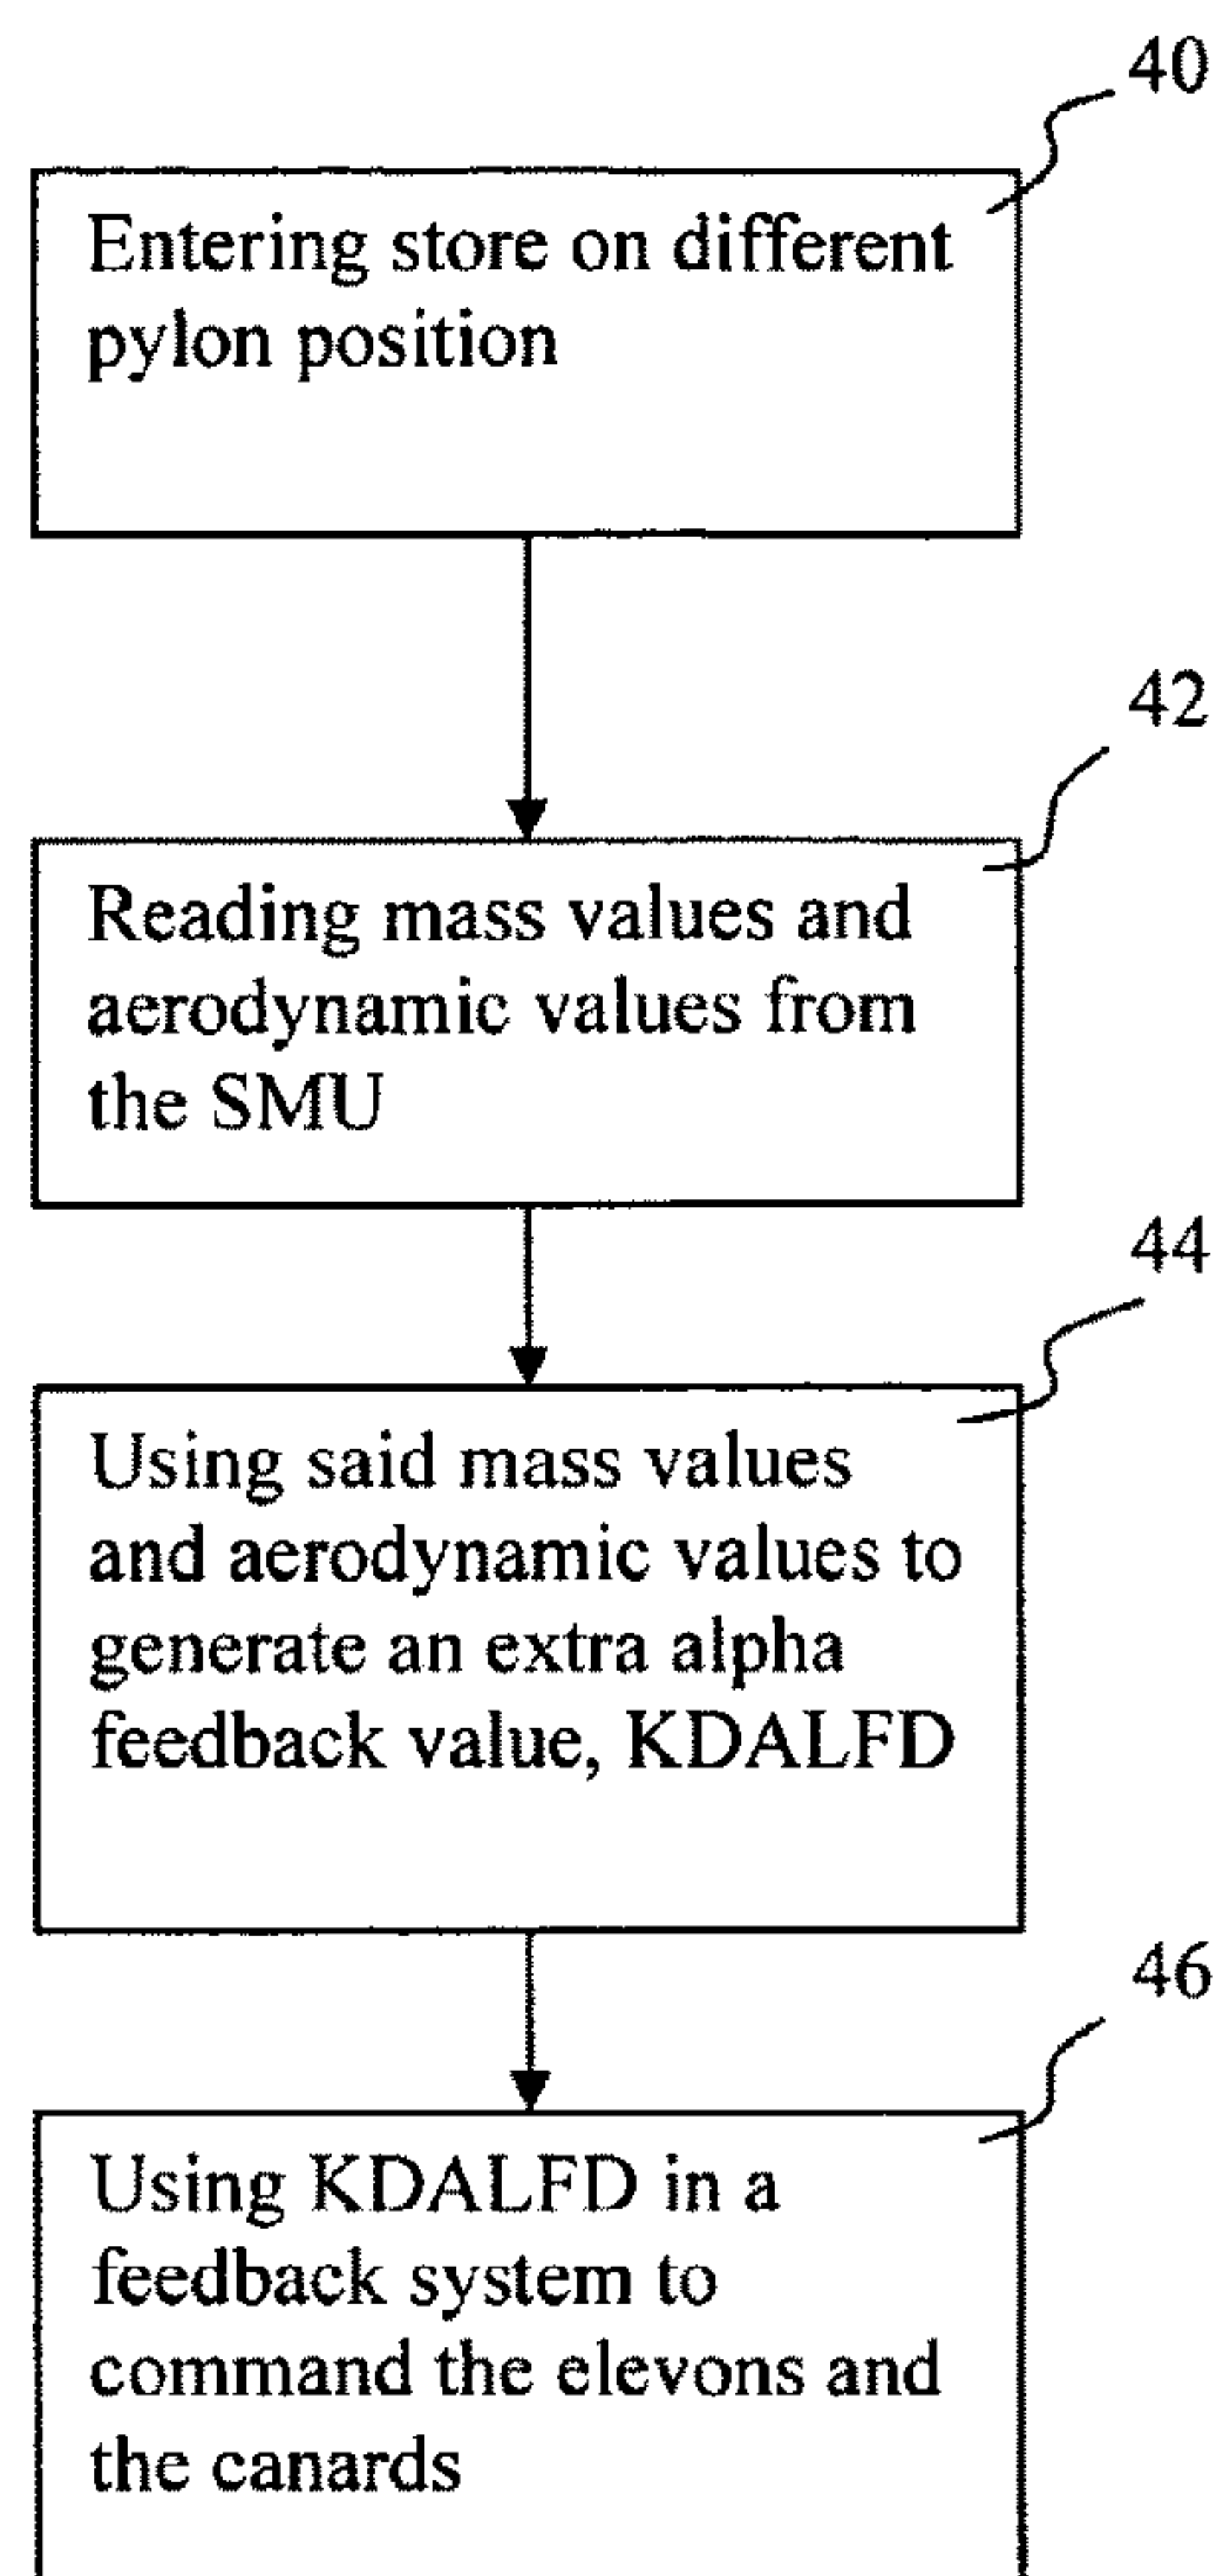 40
Entering store on different
pylon position
42
Reading mass values and
aerodynamic values from
the SMU
44
Using said mass values
and aerodynamic values to
generate an extra alpha
feedback value, KDALFD
46
Using KDALFD in a
feedback system to
command the elevons and
the canards